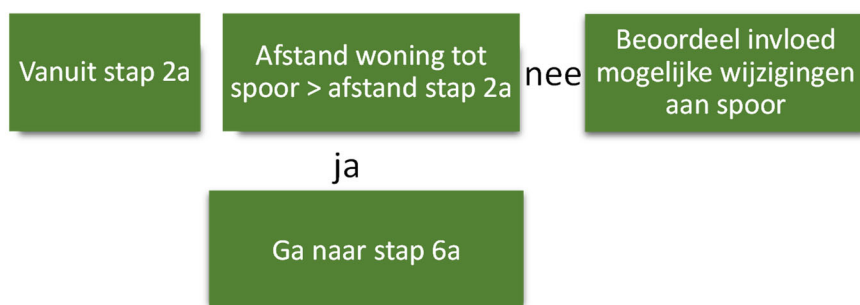 Vanuit stap 2a
Afstand woning tot
spoor > afstand stap 2a
nee
Beoordeel invloed
mogelijke wijzigingen
aan spoor
ja
Ga naar stap 6a